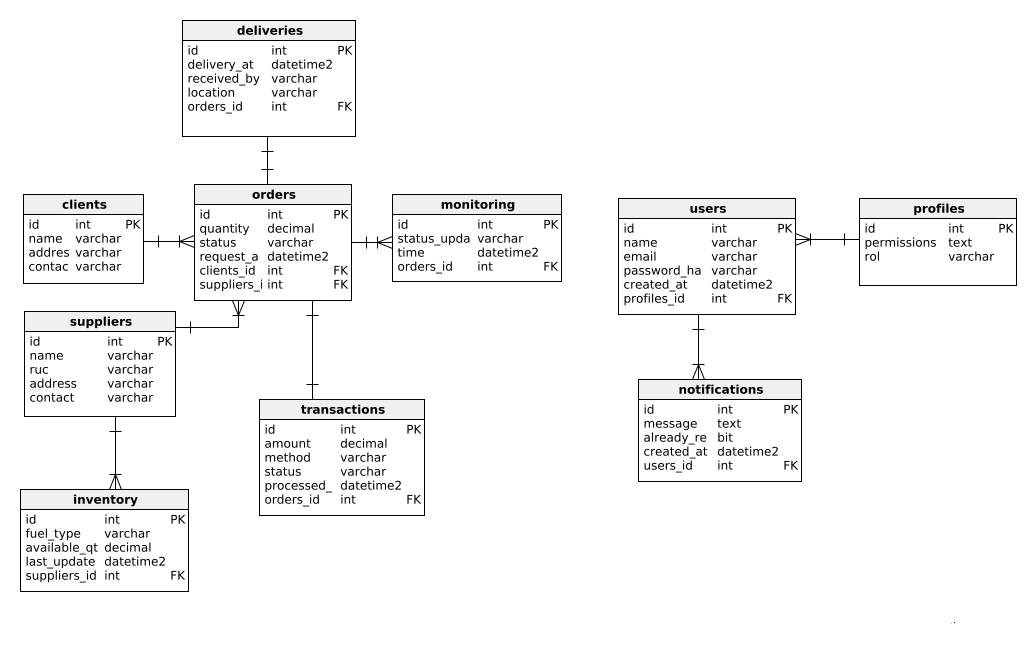 deliveries
id int PK
delivery_at datetime2
received_by varchar
location varchar
orders_id int FK
clients
id int PK
name varchar
addres varchar
contac varchar
orders
id int PK
quantity decimal
status varchar
request_a datetime2
clients_id int FK
suppliers_i int FK
monitoring
id int PK
status_upda varchar
time datetime2
orders_id int FK
users
id int PK
name varchar
email varchar
password_ha varchar
created_at datetime2
profiles_id int FK
profiles
id int PK
permissions text
rol varchar
suppliers
id int PK
name varchar
ruc varchar
address varchar
contact varchar
transactions
id int PK
amount decimal
method varchar
status varchar
processed_ datetime2
orders_id int FK
notifications
id int PK
message text
already_re bit
created_at datetime2
users_id int FK
inventory
id int PK
fuel_type varchar
available_qt decimal
last_update datetime2
suppliers_id int FK